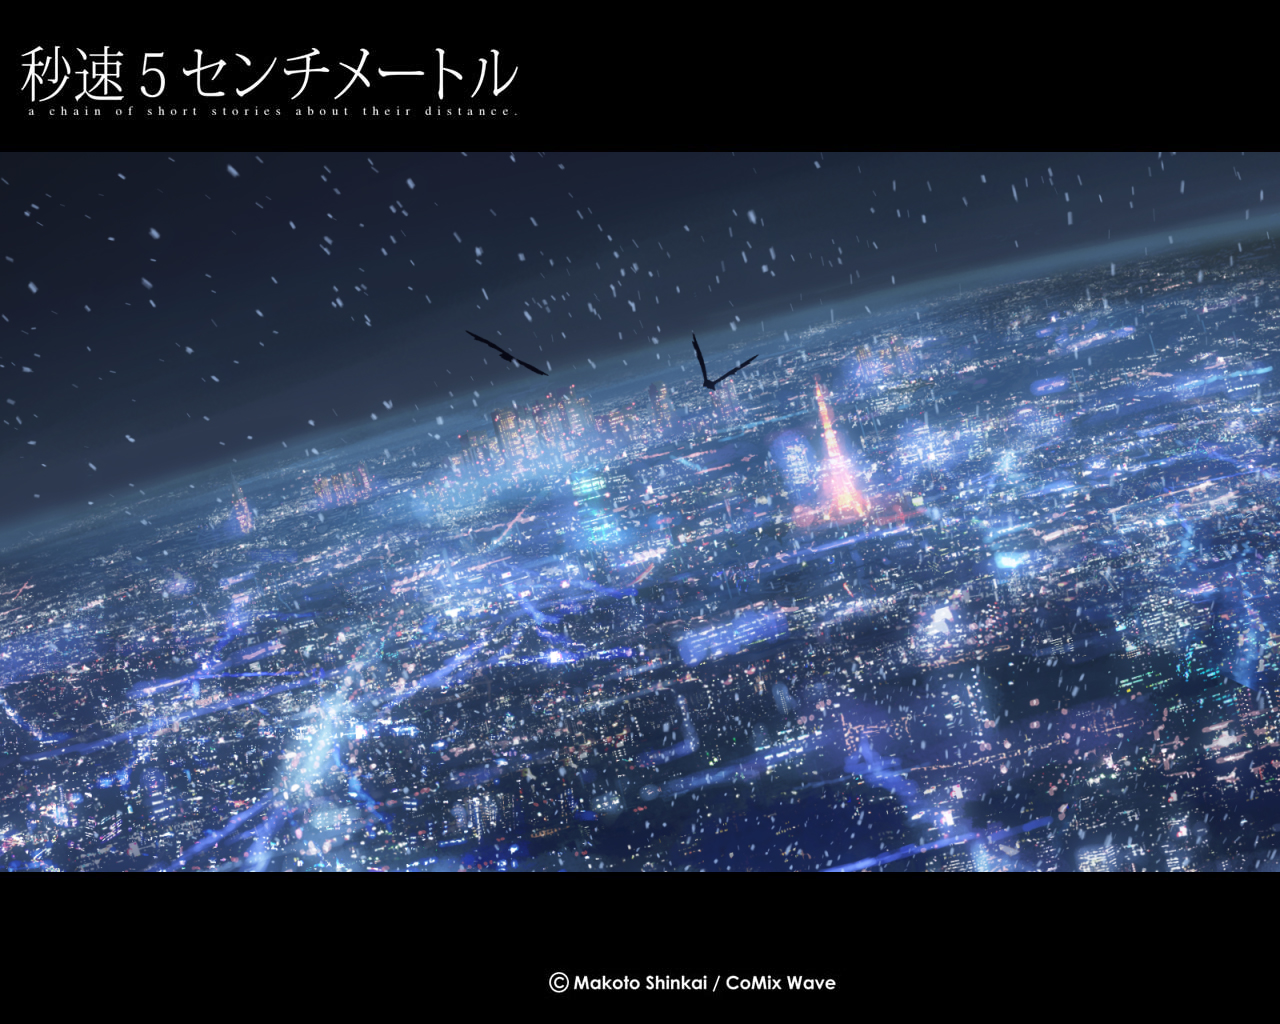 秒速5センチメートル
a chain of short stories about their distance.
© Makoto Shinkai / CoMix Wave